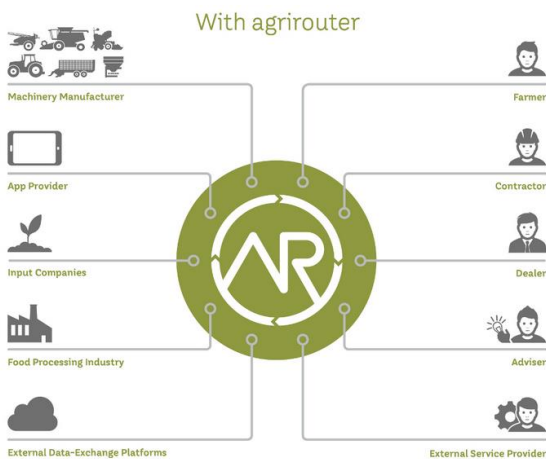 With agrirouter
Machinery Manufacturer
Farmer
App Provider
Contractor
Input Companies
Dealer
Food Processing Industry
Adviser
External Data-Exchange Platforms
External Service Provider
AR